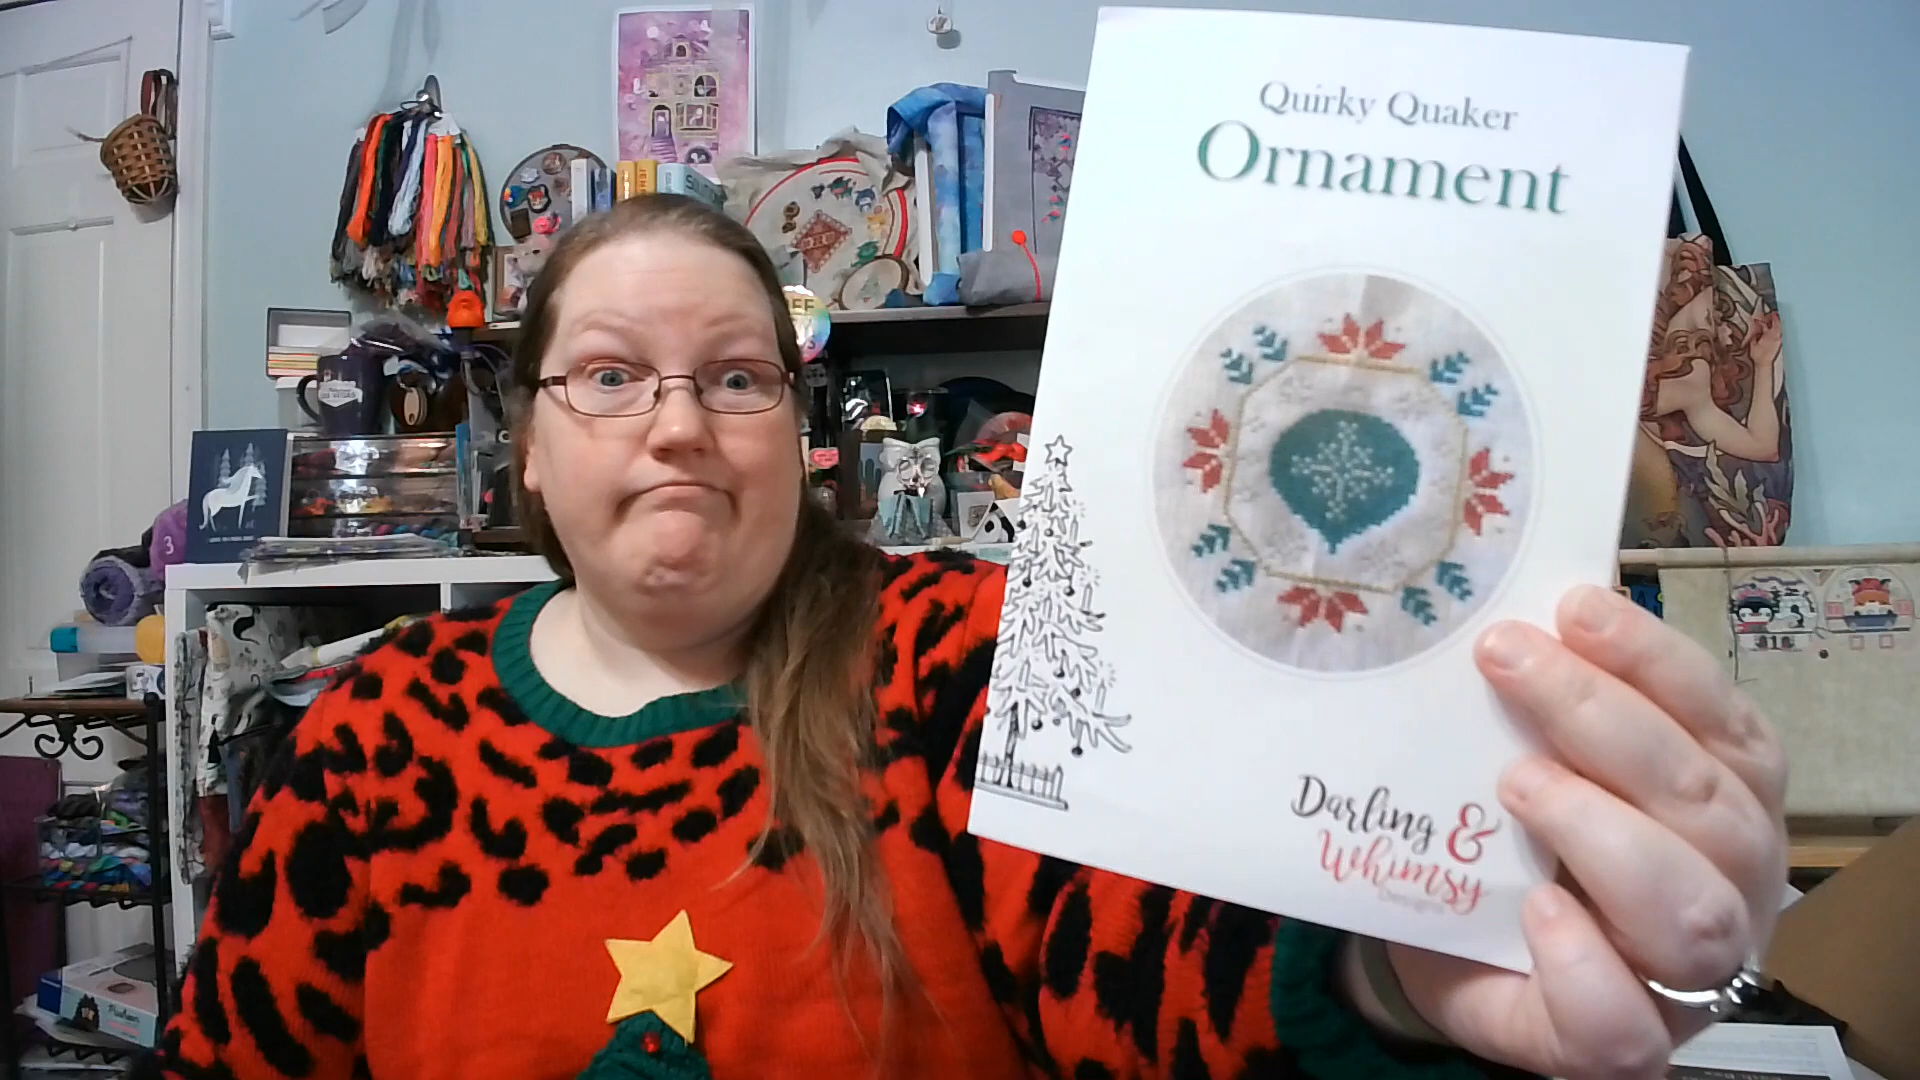 Quirky Quaker
Ornament
Darling &
Whimsy
Designs